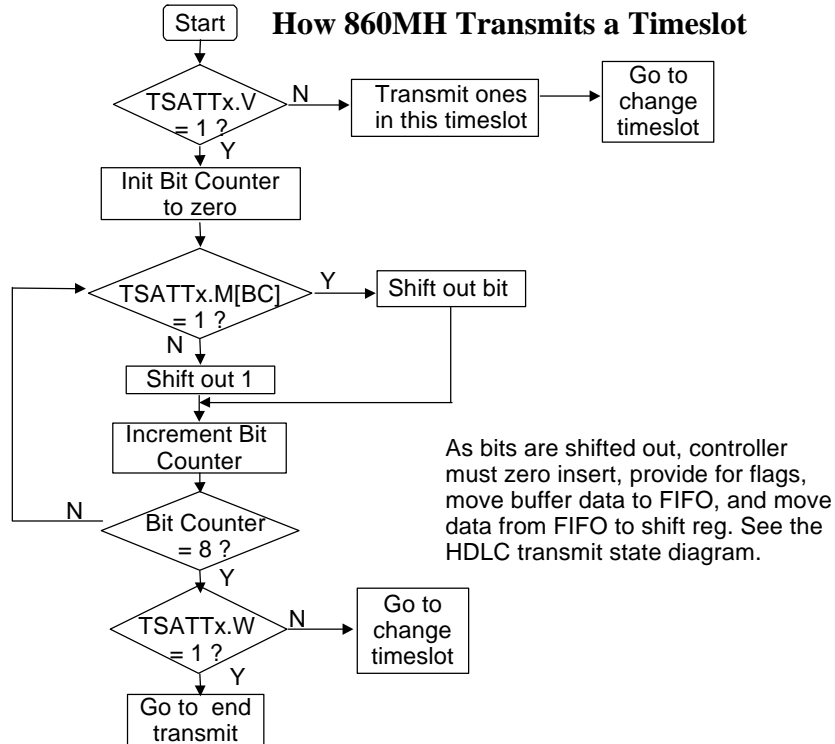 Start
How 860MH Transmits a Timeslot
TSATTx.V
= 1 ?
N
Transmit ones
in this timeslot
Go to
change
timeslot
Y
Init Bit Counter
to zero
TSATTx.M[BC]
= 1 ?
Y
Shift out bit
N
Shift out 1
Increment Bit
Counter
As bits are shifted out, controller
must zero insert, provide for flags,
move buffer data to FIFO, and move
data from FIFO to shift reg. See the
HDLC transmit state diagram.
N
Bit Counter
= 8 ?
Y
TSATTx.W
= 1 ?
N
Go to
change
timeslot
Y
Go to end
transmit